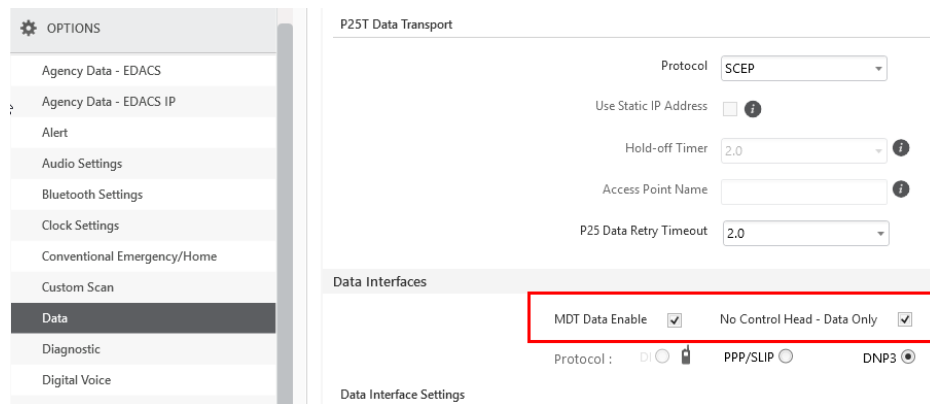 OPTIONS
Agency Data - EDACS
Agency Data - EDACS IP
Alert
Audio Settings
Bluetooth Settings
Clock Settings
Conventional Emergency/Home
Custom Scan
Data
Diagnostic
Digital Voice
P25T Data Transport
Protocol SCEP
Use Static IP Address
Hold-off Timer 2.0
Access Point Name
P25 Data Retry Timeout 2.0
Data Interfaces
MDT Data Enable No Control Head - Data Only
Protocol : DI PPP/SLIP DNP3
Data Interface Settings